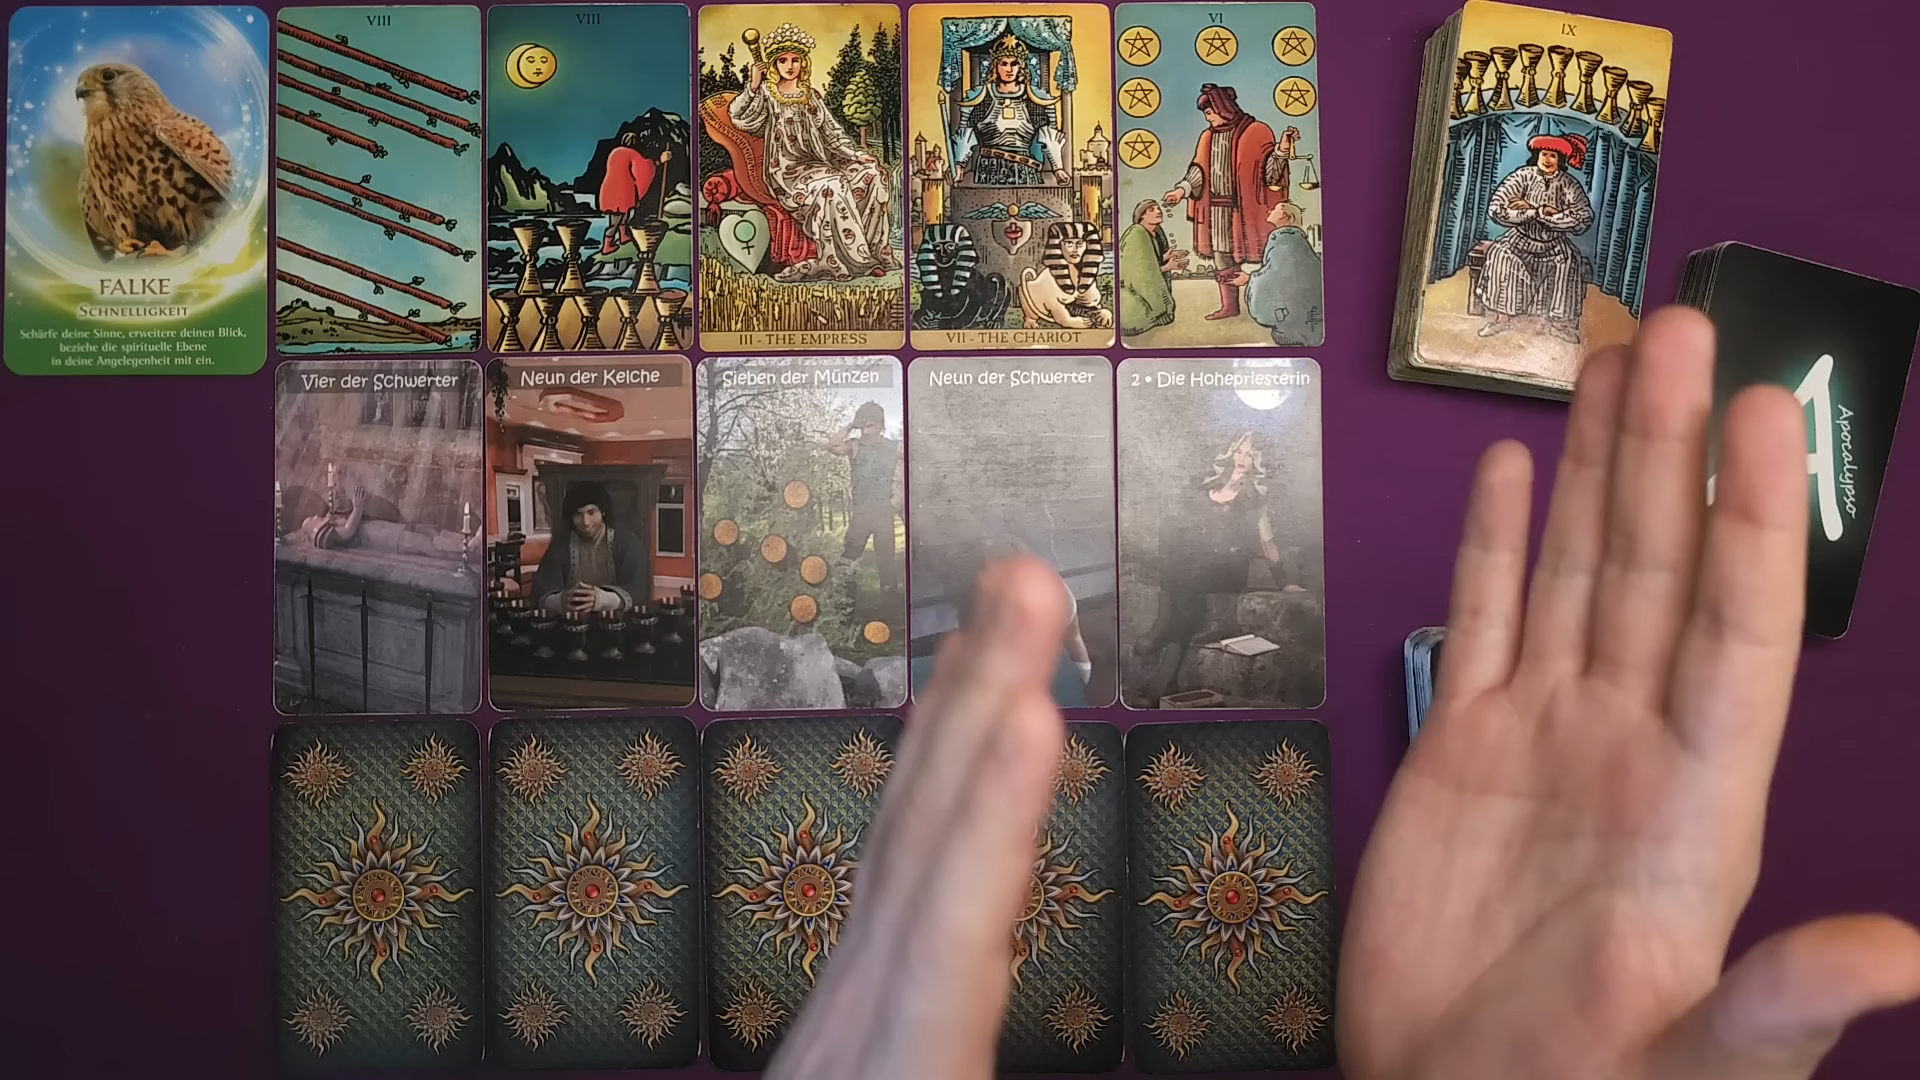 FALKE
SCHNELLIGKEIT
Schärfe deine Sinne, erweitere deinen Blick,
beziehe die spirituelle Ebene
in deine Angelegenheit mit ein.
VIII
VIII
III - THE EMPRESS
VII - THE CHARIOT
VI
IX
Vier der Schwerter
Neun der Kelche
Sieben der Münzen
Neun der Schwerter
2 • Die Hohepriesterin
Apocalypso